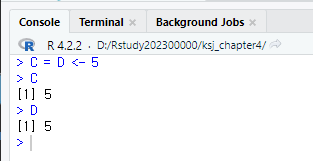 Console Terminal × Background Jobs ×
R 4.2.2 · D:/Rstudy202300000/ksj_chapter4/
> C = D <- 5
> C
[1] 5
> D
[1] 5
>